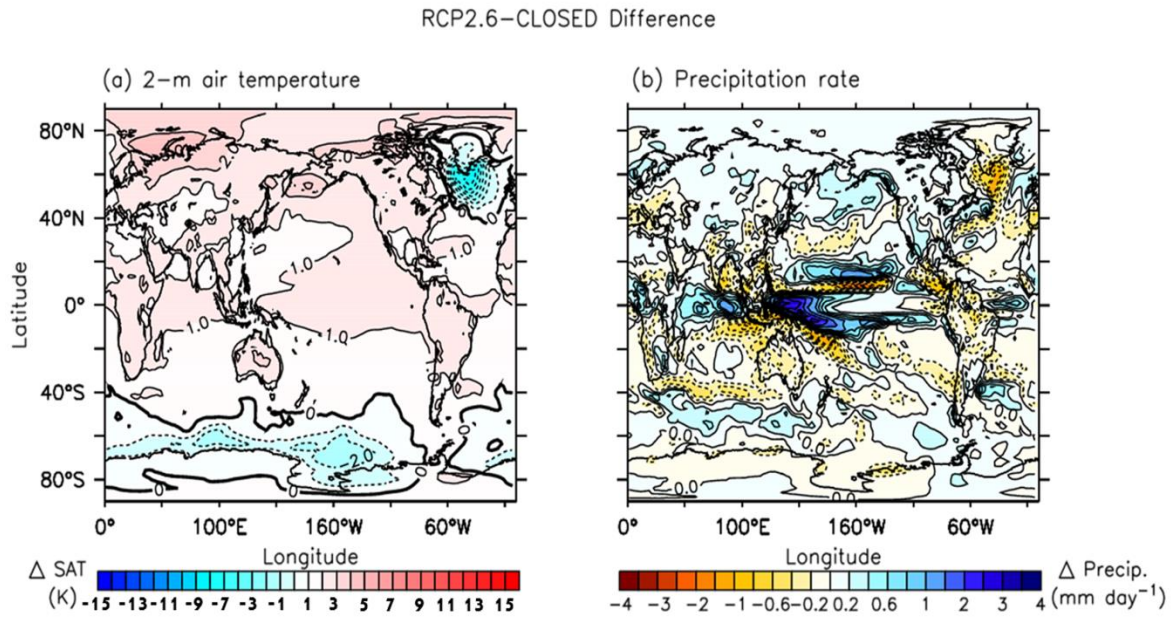 RCP2.6−CLOSED Difference
(a) 2−m air temperature
(b) Precipitation rate
80°N
40°N
0°
40°S
80°S
Latitude
1.0
1.0
1.0
1.0
2.0
0
0
0.0
0.0
0.0
0.0
0° 100°E 160°W 60°W
0° 100°E 160°W 60°W
Longitude
Longitude
Δ SAT
(K)
-15 -13 -11 -9 -7 -5 -3 -1 1 3 5 7 9 11 13 15
-4 -3 -2 -1 -0.6 -0.2 0.2 0.6 1 2 3 4
Δ Precip.
(mm day⁻¹)